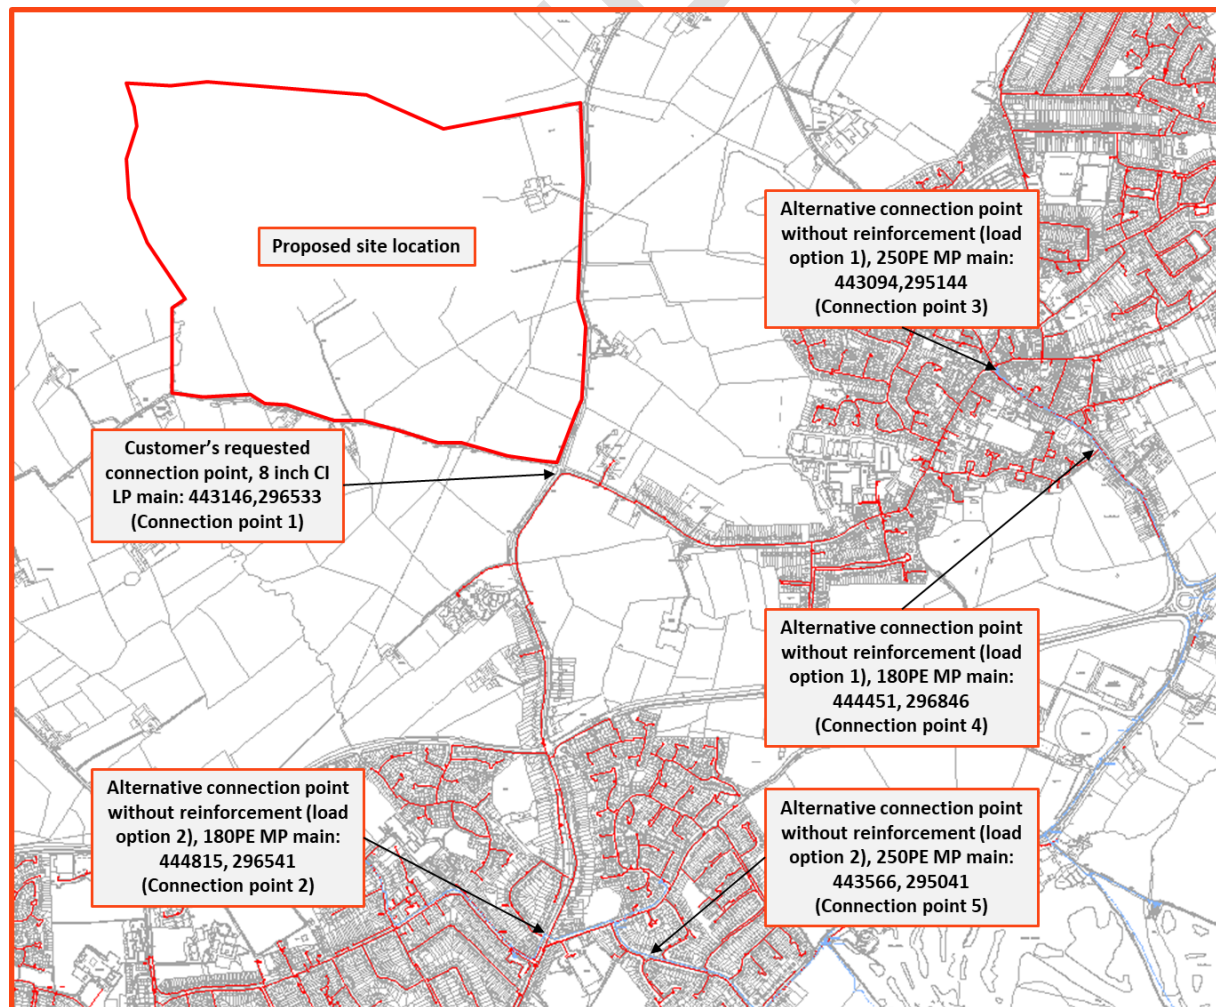 Proposed site location
Alternative connection point
without reinforcement (load
option 1), 250PE MP main:
443094,295144
(Connection point 3)
Customer’s requested
connection point, 8 inch CI
LP main: 443146,296533
(Connection point 1)
Alternative connection point
without reinforcement (load
option 1), 180PE MP main:
444451, 296846
(Connection point 4)
Alternative connection point
without reinforcement (load
option 2), 180PE MP main:
444815, 296541
(Connection point 2)
Alternative connection point
without reinforcement (load
option 2), 250PE MP main:
443566, 295041
(Connection point 5)